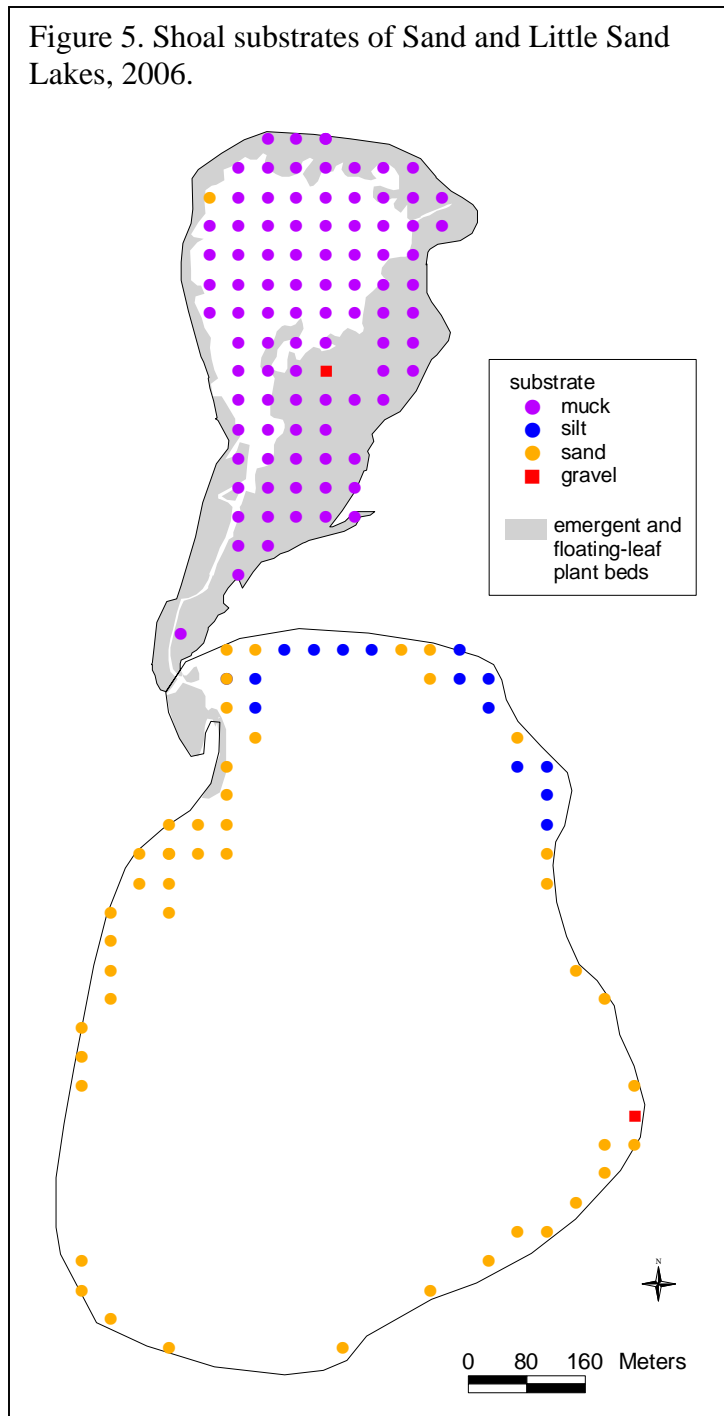 Figure 5. Shoal substrates of Sand and Little Sand
Lakes, 2006.
substrate
muck
silt
sand
gravel
emergent and
floating-leaf
plant beds
N
0 80 160 Meters